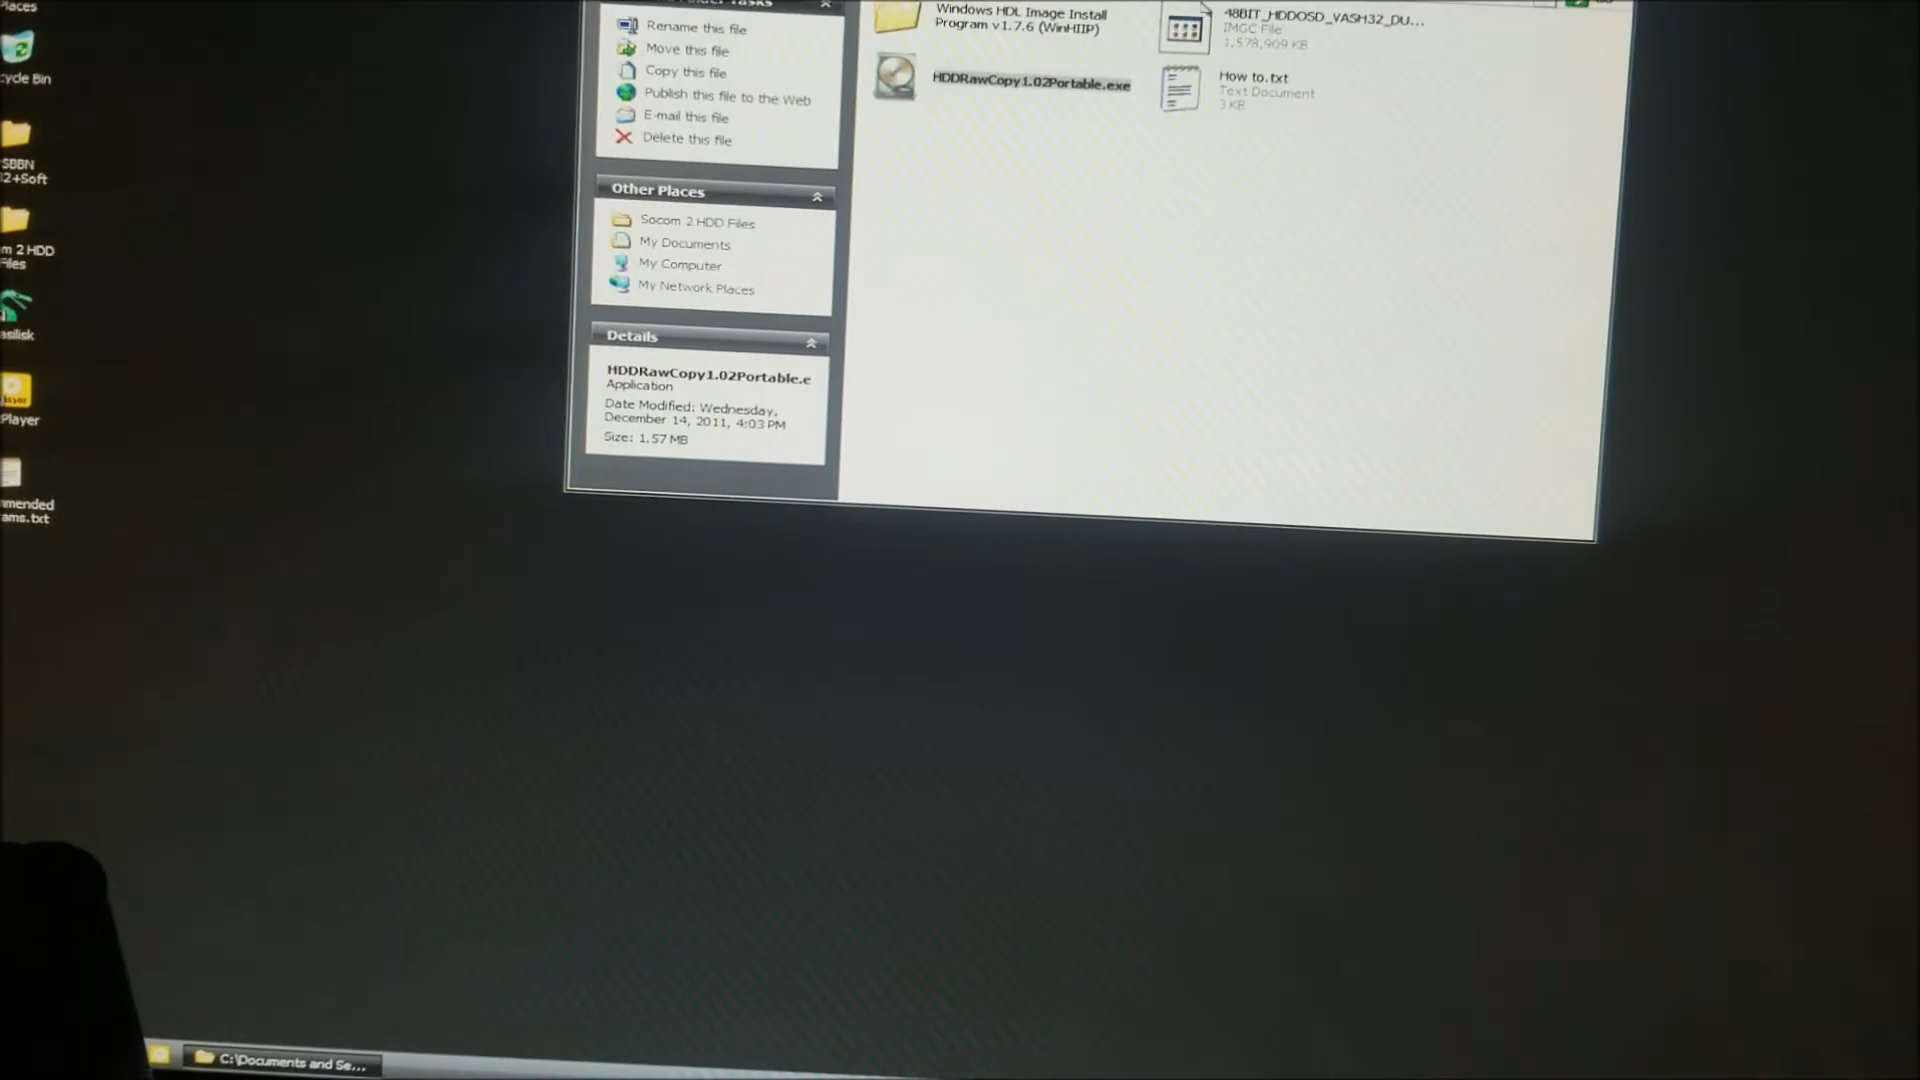 Places
cycle Bin
SBBN
2+Soft
m 2 HDD
Files
asilisk
Player
mmended
ams.txt
Tasks
Rename this file
Move this file
Copy this file
Publish this file to the Web
E-mail this file
Delete this file
Other Places
Socom 2 HDD Files
My Documents
My Computer
My Network Places
Details
HDDRawCopy1.02Portable.e
Application
Date Modified: Wednesday,
December 14, 2011, 4:03 PM
Size: 1.57 MB
Windows HDL Image Install
Program v1.7.6 (WinHIIP)
HDDRawCopy1.02Portable.exe
48BIT_HDDOSD_VASH32_DU...
IMGC File
1,578,909 KB
How to.txt
Text Document
3 KB
C:\Documents and Se...